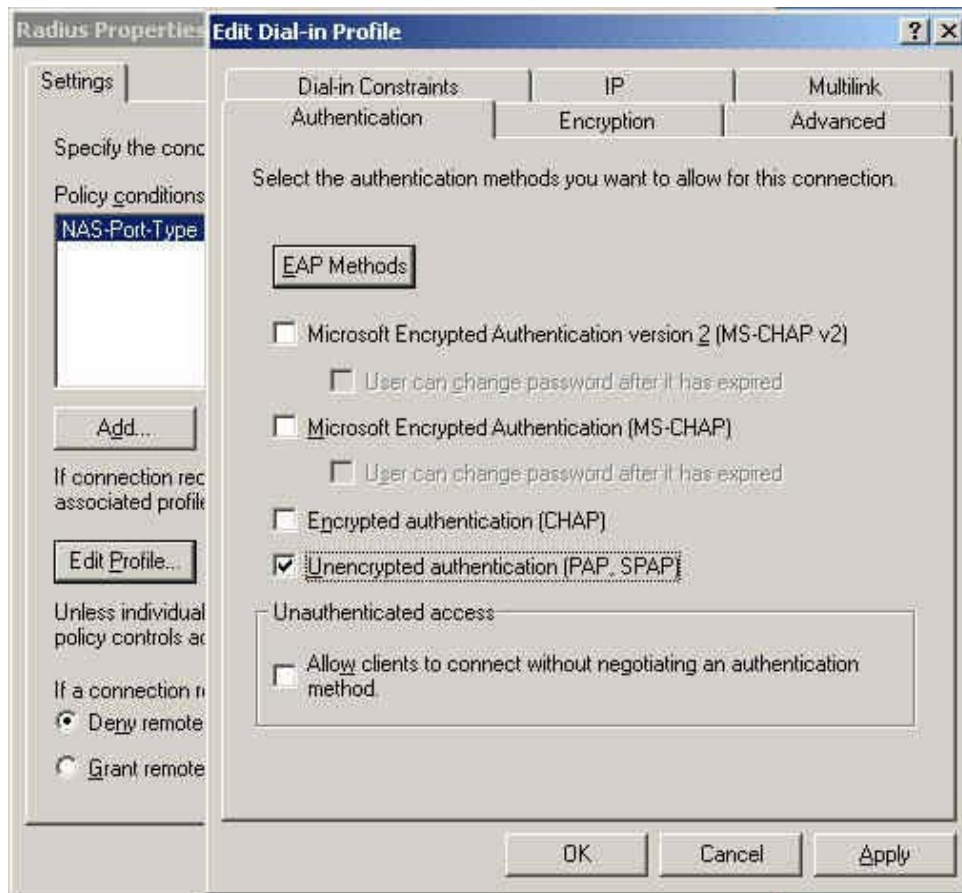 Radius Properties
Settings
Specify the conc
Policy conditions
NAS-Port-Type
Add...
If connection rec
associated profile
Edit Profile...
Unless individual
policy controls ac
If a connection r
Deny remote
Grant remote
Edit Dial-in Profile
Dial-in Constraints
IP
Multilink
Authentication
Encryption
Advanced
Select the authentication methods you want to allow for this connection.
EAP Methods
Microsoft Encrypted Authentication version 2 (MS-CHAP v2)
User can change password after it has expired
Microsoft Encrypted Authentication (MS-CHAP)
User can change password after it has expired
Encrypted authentication (CHAP)
Unencrypted authentication (PAP, SPAP)
Unauthenticated access
Allow clients to connect without negotiating an authentication
method.
OK
Cancel
Apply